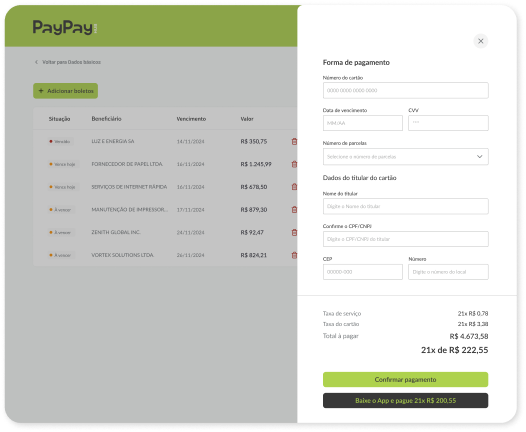 PayPay
Voltar para Dados básicos
+ Adicionar boletos
Situação Beneficiário Vencimento Valor
Vencido LUZ E ENERGIA SA 14/11/2024 R$ 350,75
Vence hoje FORNECEDOR DE PAPEL LTDA. 16/11/2024 R$ 1.245,99
Vence hoje SERVIÇOS DE INTERNET RÁPIDA 16/11/2024 R$ 678,50
A vencer MANUTENÇÃO DE IMPRESSOR... 17/11/2024 R$ 879,30
A vencer ZENITH GLOBAL INC. 24/11/2024 R$ 92,47
A vencer VORTEX SOLUTIONS LTDA. 26/11/2024 R$ 824,21
Forma de pagamento
Número do cartão
0000 0000 0000 0000
Data de vencimento CVV
MM/AA ***
Número de parcelas
Selecione o número de parcelas
Dados do titular do cartão
Nome do titular
Digite o Nome do titular
Confirme o CPF/CNPJ
Digite o CPF/CNPJ do titular
CEP Número
00000-000 Digite o número do local
Taxa de serviço 21x R$ 0,78
Taxa do cartão 21x R$ 3,38
Total à pagar R$ 4.673,58
21x de R$ 222,55
Confirmar pagamento
Baixe o App e pague 21x R$ 200,55